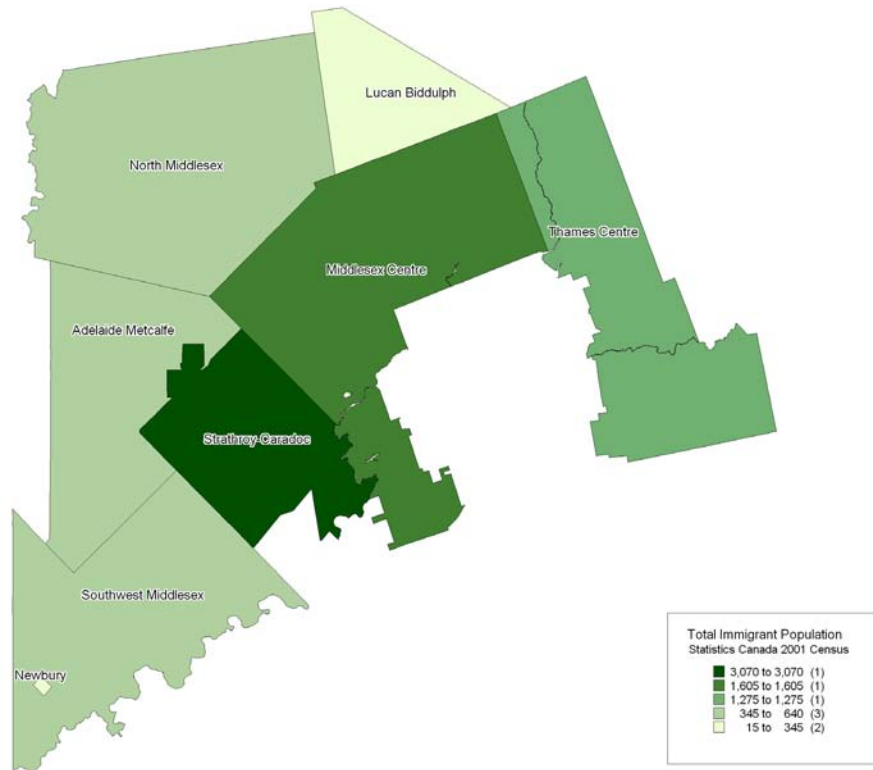 Lucan Biddulph
North Middlesex
Thames Centre
Middlesex Centre
Adelaide Metcalfe
Strathroy-Caradoc
Southwest Middlesex
Newbury
Total Immigrant Population
Statistics Canada 2001 Census
3,070 to 3,070 (1)
1,605 to 1,605 (1)
1,275 to 1,275 (1)
345 to 640 (3)
15 to 345 (2)